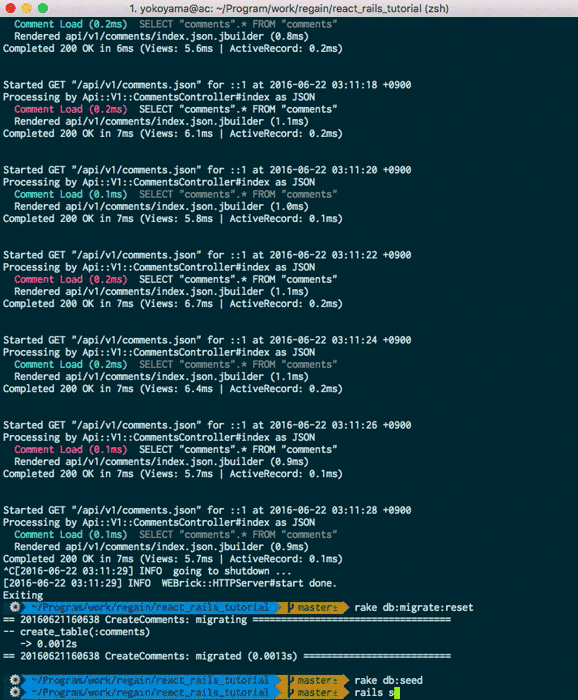 1. yokoyama@ac: ~/Program/work/regain/react_rails_tutorial (zsh)
Comment Load (0.2ms)  SELECT "comments".* FROM "comments"
Rendered api/v1/comments/index.json.jbuilder (0.8ms)
Completed 200 OK in 6ms (Views: 5.6ms | ActiveRecord: 0.2ms)
Started GET "/api/v1/comments.json" for ::1 at 2016-06-22 03:11:18 +0900
Processing by Api::V1::CommentsController#index as JSON
Comment Load (0.2ms)  SELECT "comments".* FROM "comments"
Rendered api/v1/comments/index.json.jbuilder (1.1ms)
Completed 200 OK in 7ms (Views: 6.1ms | ActiveRecord: 0.2ms)
Started GET "/api/v1/comments.json" for ::1 at 2016-06-22 03:11:20 +0900
Processing by Api::V1::CommentsController#index as JSON
Comment Load (0.1ms)  SELECT "comments".* FROM "comments"
Rendered api/v1/comments/index.json.jbuilder (1.0ms)
Completed 200 OK in 7ms (Views: 5.8ms | ActiveRecord: 0.1ms)
Started GET "/api/v1/comments.json" for ::1 at 2016-06-22 03:11:22 +0900
Processing by Api::V1::CommentsController#index as JSON
Comment Load (0.2ms)  SELECT "comments".* FROM "comments"
Rendered api/v1/comments/index.json.jbuilder (1.1ms)
Completed 200 OK in 7ms (Views: 6.7ms | ActiveRecord: 0.2ms)
Started GET "/api/v1/comments.json" for ::1 at 2016-06-22 03:11:24 +0900
Processing by Api::V1::CommentsController#index as JSON
Comment Load (0.2ms)  SELECT "comments".* FROM "comments"
Rendered api/v1/comments/index.json.jbuilder (1.1ms)
Completed 200 OK in 7ms (Views: 6.4ms | ActiveRecord: 0.2ms)
Started GET "/api/v1/comments.json" for ::1 at 2016-06-22 03:11:26 +0900
Processing by Api::V1::CommentsController#index as JSON
Comment Load (0.1ms)  SELECT "comments".* FROM "comments"
Rendered api/v1/comments/index.json.jbuilder (0.9ms)
Completed 200 OK in 7ms (Views: 5.7ms | ActiveRecord: 0.1ms)
Started GET "/api/v1/comments.json" for ::1 at 2016-06-22 03:11:28 +0900
Processing by Api::V1::CommentsController#index as JSON
Comment Load (0.1ms)  SELECT "comments".* FROM "comments"
Rendered api/v1/comments/index.json.jbuilder (0.9ms)
Completed 200 OK in 7ms (Views: 5.7ms | ActiveRecord: 0.1ms)
^C[2016-06-22 03:11:29] INFO  going to shutdown ...
[2016-06-22 03:11:29] INFO  WEBrick::HTTPServer#start done.
Exiting
~/Program/work/regain/react_rails_tutorial master± rake db:migrate:reset
== 20160621160638 CreateComments: migrating ==================================
-- create_table(:comments)
-> 0.0012s
== 20160621160638 CreateComments: migrated (0.0013s) =========================
~/Program/work/regain/react_rails_tutorial master± rake db:seed
~/Program/work/regain/react_rails_tutorial master± rails s